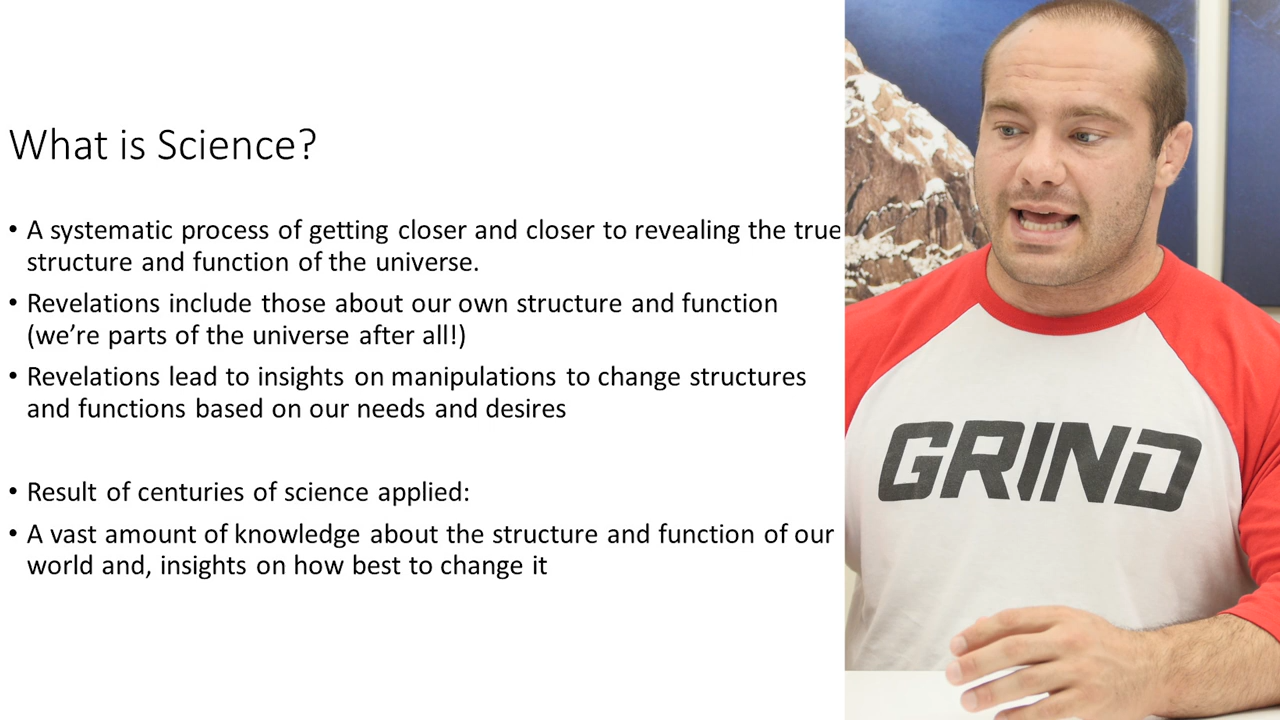 What is Science?
• A systematic process of getting closer and closer to revealing the true
structure and function of the universe.
• Revelations include those about our own structure and function
(we’re parts of the universe after all!)
• Revelations lead to insights on manipulations to change structures
and functions based on our needs and desires
• Result of centuries of science applied:
• A vast amount of knowledge about the structure and function of our
world and, insights on how best to change it
GRIND